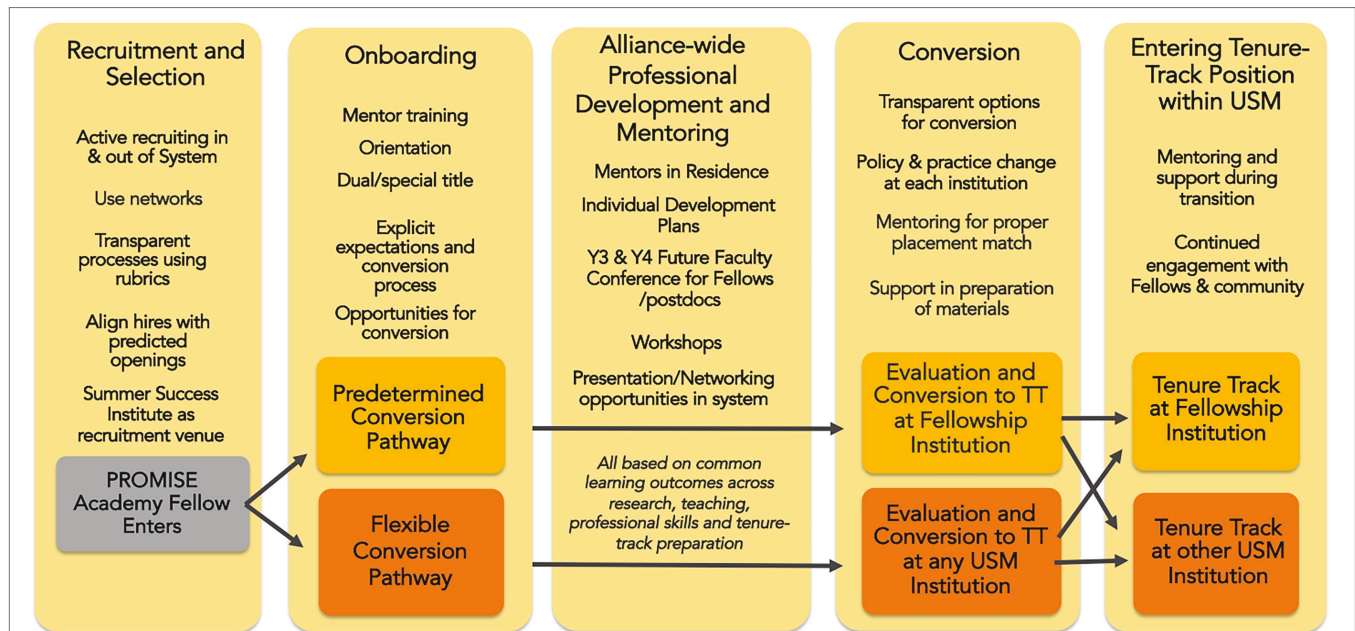 Recruitment and
Selection
Active recruiting in
& out of System
Use networks
Transparent
processes using
rubrics
Align hires with
predicted
openings
Summer Success
Institute as
recruitment venue
PROMISE
Academy Fellow
Enters
Onboarding
Mentor training
Orientation
Dual/special title
Explicit
expectations and
conversion
process
Opportunities for
conversion
Predetermined
Conversion
Pathway
Flexible
Conversion
Pathway
Alliance-wide
Professional
Development and
Mentoring
Mentors in Residence
Individual Development
Plans
Y3 & Y4 Future Faculty
Conference for Fellows
/postdocs
Workshops
Presentation/Networking
opportunities in system
All based on common
learning outcomes across
research, teaching,
professional skills and tenure-
track preparation
Conversion
Transparent options
for conversion
Policy & practice change
at each institution
Mentoring for proper
placement match
Support in preparation
of materials
Evaluation and
Conversion to TT
at Fellowship
Institution
Evaluation and
Conversion to TT
at any USM
Institution
Entering Tenure-
Track Position
within USM
Mentoring and
support during
transition
Continued
engagement with
Fellows & community
Tenure Track
at Fellowship
Institution
Tenure Track
at other USM
Institution